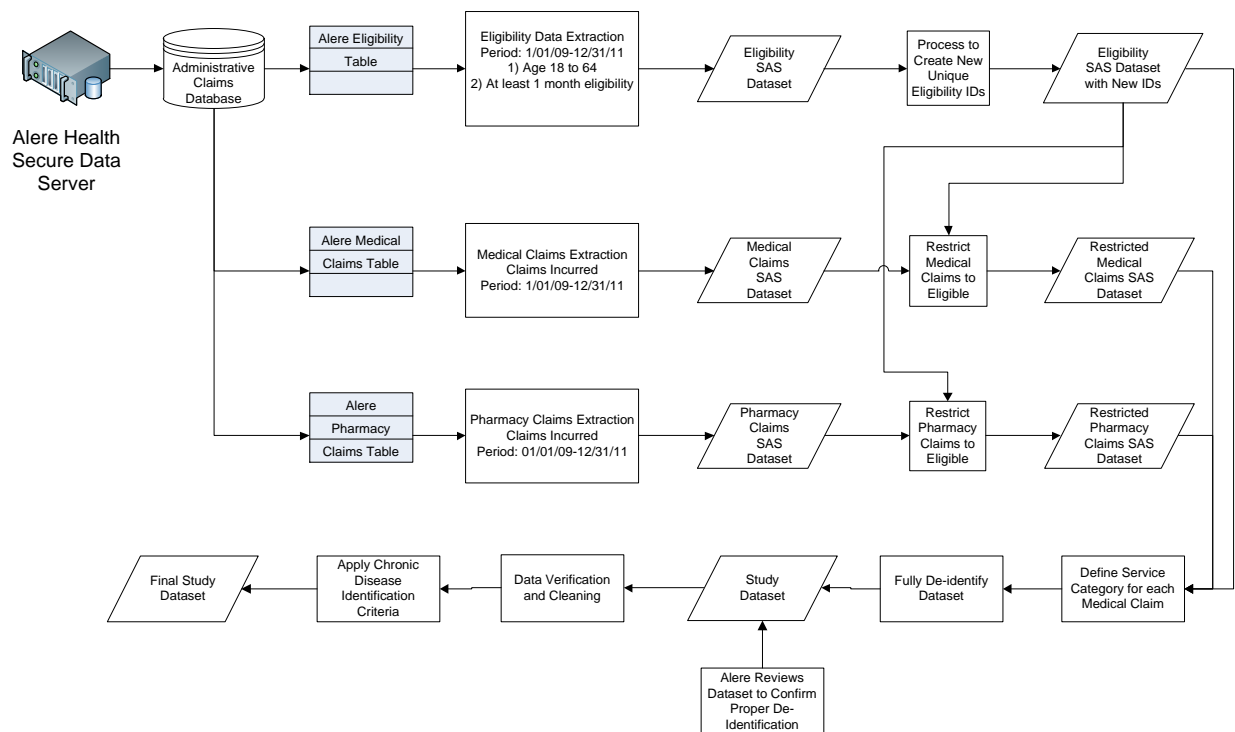 Alere Health
Secure Data
Server
Administrative
Claims
Database
Alere Eligibility
Table
Eligibility Data Extraction
Period: 1/01/09-12/31/11
1) Age 18 to 64
2) At least 1 month eligibility
Eligibility
SAS
Dataset
Process to
Create New
Unique
Eligibility IDs
Eligibility
SAS Dataset
with New IDs
Alere Medical
Claims Table
Medical Claims Extraction
Claims Incurred
Period: 1/01/09-12/31/11
Medical
Claims
SAS
Dataset
Restrict
Medical
Claims to
Eligible
Restricted
Medical
Claims SAS
Dataset
Alere
Pharmacy
Claims Table
Pharmacy Claims Extraction
Claims Incurred
Period: 01/01/09-12/31/11
Pharmacy
Claims
SAS
Dataset
Restrict
Pharmacy
Claims to
Eligible
Restricted
Pharmacy
Claims SAS
Dataset
Final Study
Dataset
Apply Chronic
Disease
Identification
Criteria
Data Verification
and Cleaning
Study
Dataset
Fully De-identify
Dataset
Define Service
Category for each
Medical Claim
Alere Reviews
Dataset to Confirm
Proper De-
Identification